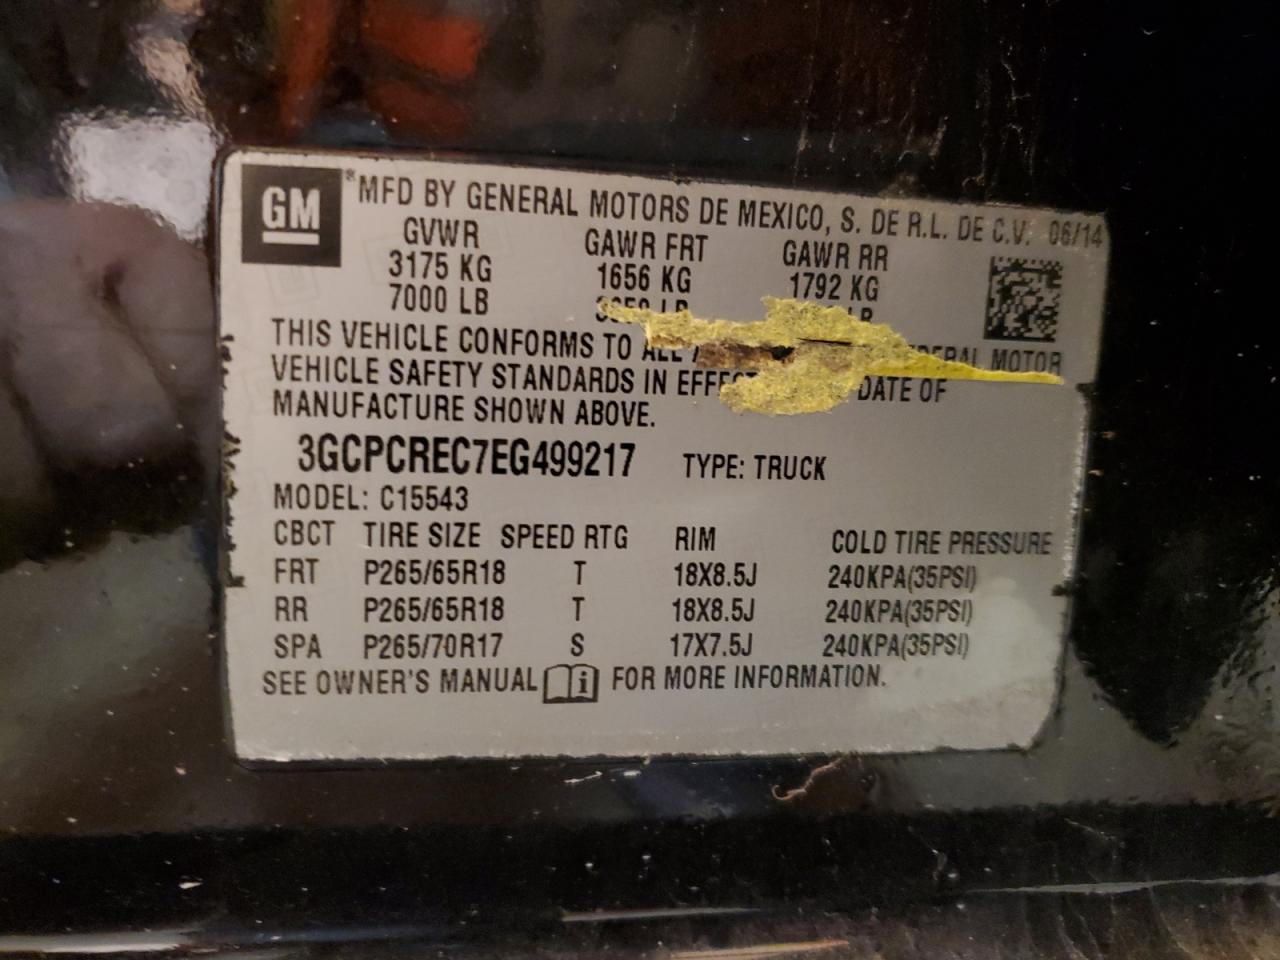 GM ® MFD BY GENERAL MOTORS DE MEXICO, S. DE R.L. DE C.V. 06/14
GVWR GAWR FRT GAWR RR
3175 KG 1656 KG 1792 KG
7000 LB LB LB
THIS VEHICLE CONFORMS TO ALL MOTOR
VEHICLE SAFETY STANDARDS IN DATE OF
MANUFACTURE SHOWN ABOVE.
3GCPCREC7EG499217 TYPE: TRUCK
MODEL: C15543
CBCT TIRE SIZE SPEED RTG RIM COLD TIRE PRESSURE
FRT P265/65R18 T 18X8.5J 240KPA(35PSI)
RR P265/65R18 T 18X8.5J 240KPA(35PSI)
SPA P265/70R17 S 17X7.5J 240KPA(35PSI)
SEE OWNER'S MANUAL i FOR MORE INFORMATION.